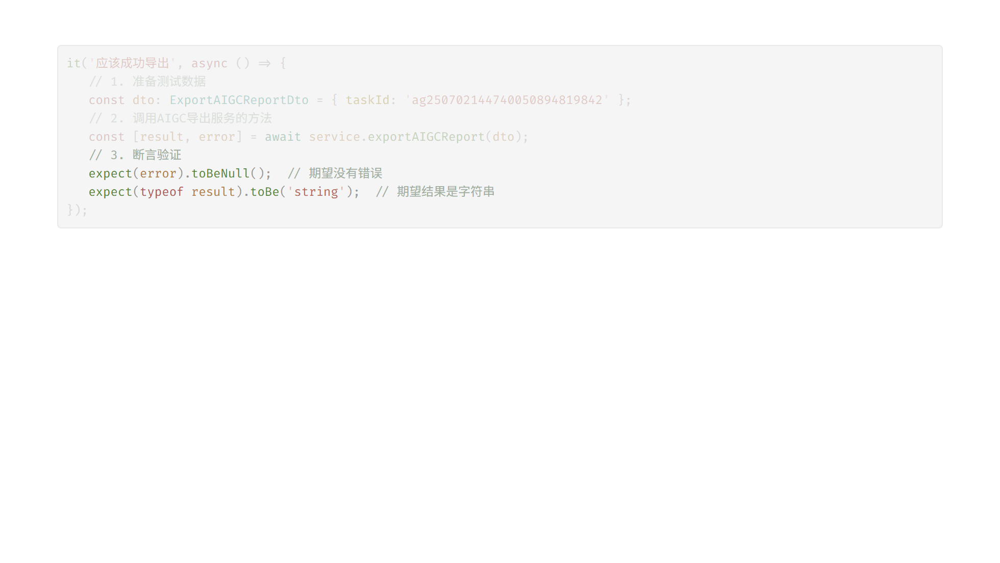 it('应该成功导出', async () => {
   // 1. 准备测试数据
   const dto: ExportAIGCReportDto = { taskId: 'ag250702144740050894819842' };
   // 2. 调用AIGC导出服务的方法
   const [result, error] = await service.exportAIGCReport(dto);
   // 3. 断言验证
   expect(error).toBeNull();  // 期望没有错误
   expect(typeof result).toBe('string');  // 期望结果是字符串
});